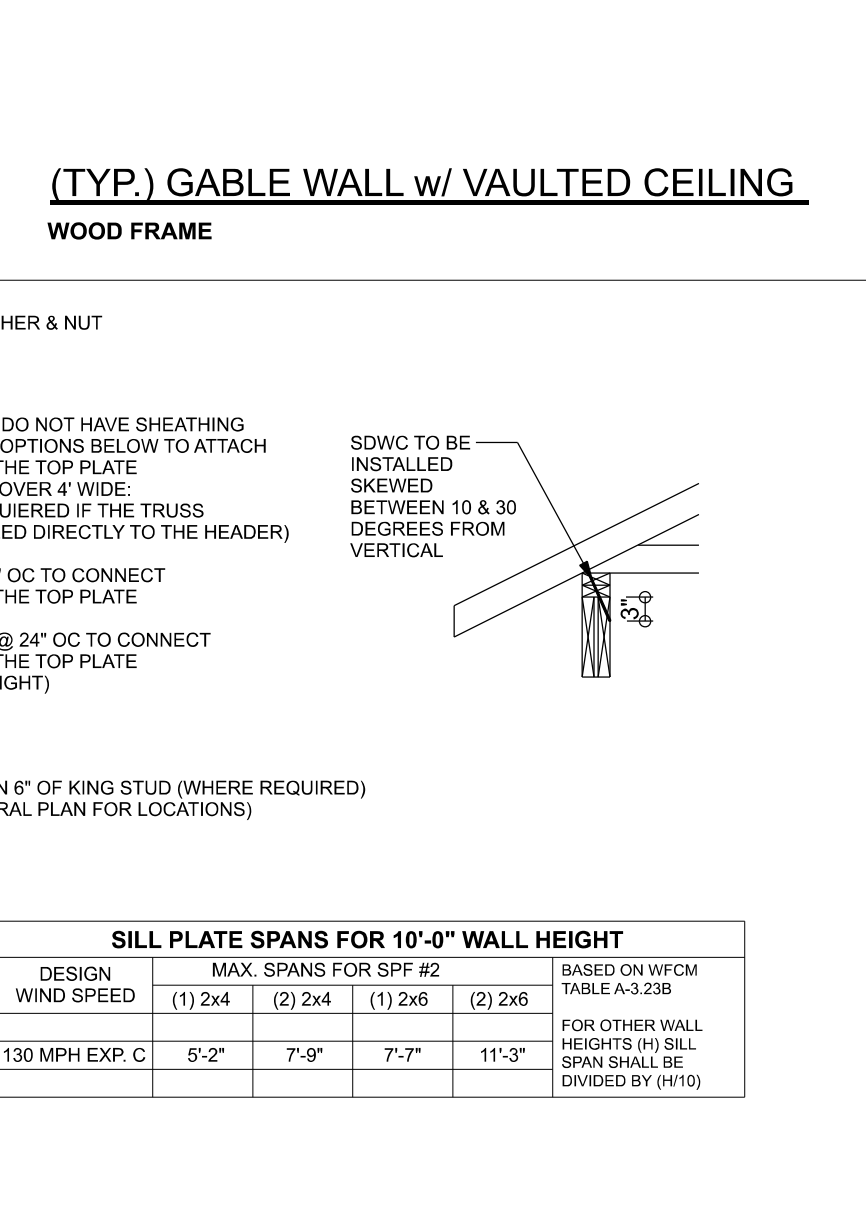 (TYP.) GABLE WALL w/ VAULTED CEILING
WOOD FRAME
HER & NUT
DO NOT HAVE SHEATHING
OPTIONS BELOW TO ATTACH
THE TOP PLATE
OVER 4' WIDE:
UIERED IF THE TRUSS
ED DIRECTLY TO THE HEADER)
" OC TO CONNECT
THE TOP PLATE
@ 24" OC TO CONNECT
THE TOP PLATE
IGHT)
SDWC TO BE
INSTALLED
SKEWED
BETWEEN 10 & 30
DEGREES FROM
VERTICAL
3"
N 6" OF KING STUD (WHERE REQUIRED)
RAL PLAN FOR LOCATIONS)
SILL PLATE SPANS FOR 10'-0" WALL HEIGHT
DESIGN
WIND SPEED
MAX. SPANS FOR SPF #2
(1) 2x4 (2) 2x4 (1) 2x6 (2) 2x6
130 MPH EXP. C 5'-2" 7'-9" 7'-7" 11'-3"
BASED ON WFCM
TABLE A-3.23B
FOR OTHER WALL
HEIGHTS (H) SILL
SPAN SHALL BE
DIVIDED BY (H/10)